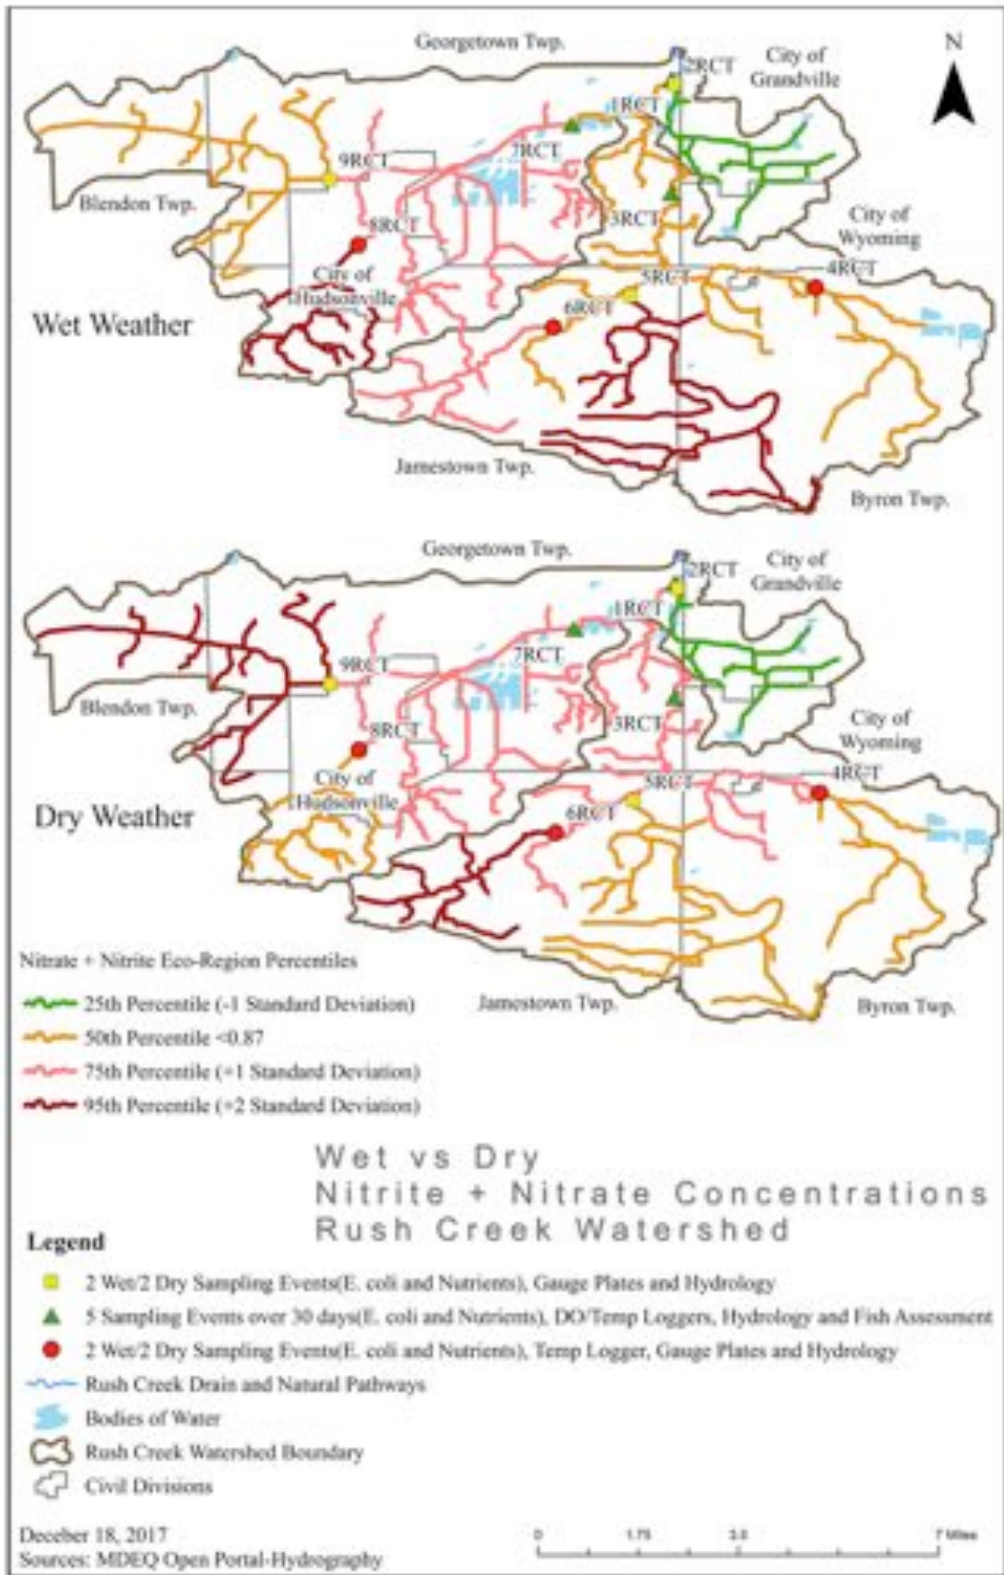 Georgetown Twp.
N
City of
Grandville
2RCT
1RCT
7RCT
9RCT
Blendon Twp.
8RCT
3RCT
City of
Wyoming
City of
Hudsonville
5RCT
4RCT
6RCT
Wet Weather
Jamestown Twp.
Byron Twp.
Georgetown Twp.
City of
Grandville
2RCT
1RCT
7RCT
9RCT
Blendon Twp.
8RCT
3RCT
City of
Wyoming
City of
Hudsonville
5RCT
4RCT
6RCT
Dry Weather
Nitrate + Nitrite Eco-Region Percentiles
25th Percentile (-1 Standard Deviation)
Jamestown Twp.
Byron Twp.
50th Percentile <0.87
75th Percentile (+1 Standard Deviation)
95th Percentile (+2 Standard Deviation)
Wet vs Dry
Nitrite + Nitrate Concentrations
Rush Creek Watershed
Legend
2 Wet/2 Dry Sampling Events(E. coli and Nutrients), Gauge Plates and Hydrology
5 Sampling Events over 30 days(E. coli and Nutrients), DO/Temp Loggers, Hydrology and Fish Assessment
2 Wet/2 Dry Sampling Events(E. coli and Nutrients), Temp Logger, Gauge Plates and Hydrology
Rush Creek Drain and Natural Pathways
Bodies of Water
Rush Creek Watershed Boundary
Civil Divisions
Deceber 18, 2017
Sources: MDEQ Open Portal-Hydrography
0 1.75 3.5 7 Miles